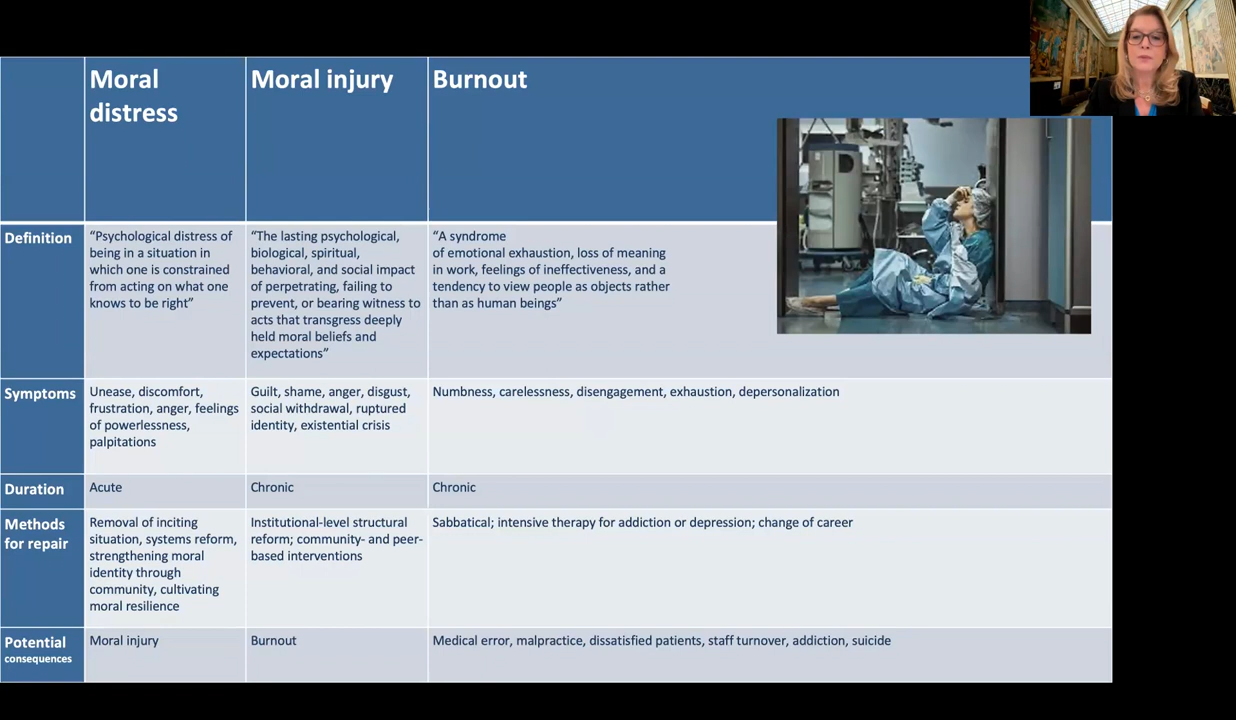 Moral
distress
Moral injury
Burnout
Definition
“Psychological distress of
being in a situation in
which one is constrained
from acting on what one
knows to be right”
“The lasting psychological,
biological, spiritual,
behavioral, and social impact
of perpetrating, failing to
prevent, or bearing witness to
acts that transgress deeply
held moral beliefs and
expectations”
“A syndrome
of emotional exhaustion, loss of meaning
in work, feelings of ineffectiveness, and a
tendency to view people as objects rather
than as human beings”
Symptoms
Unease, discomfort,
frustration, anger, feelings
of powerlessness,
palpitations
Guilt, shame, anger, disgust,
social withdrawal, ruptured
identity, existential crisis
Numbness, carelessness, disengagement, exhaustion, depersonalization
Duration
Acute
Chronic
Chronic
Methods
for repair
Removal of inciting
situation, systems reform,
strengthening moral
identity through
community, cultivating
moral resilience
Institutional-level structural
reform; community- and peer-
based interventions
Sabbatical; intensive therapy for addiction or depression; change of career
Potential
consequences
Moral injury
Burnout
Medical error, malpractice, dissatisfied patients, staff turnover, addiction, suicide